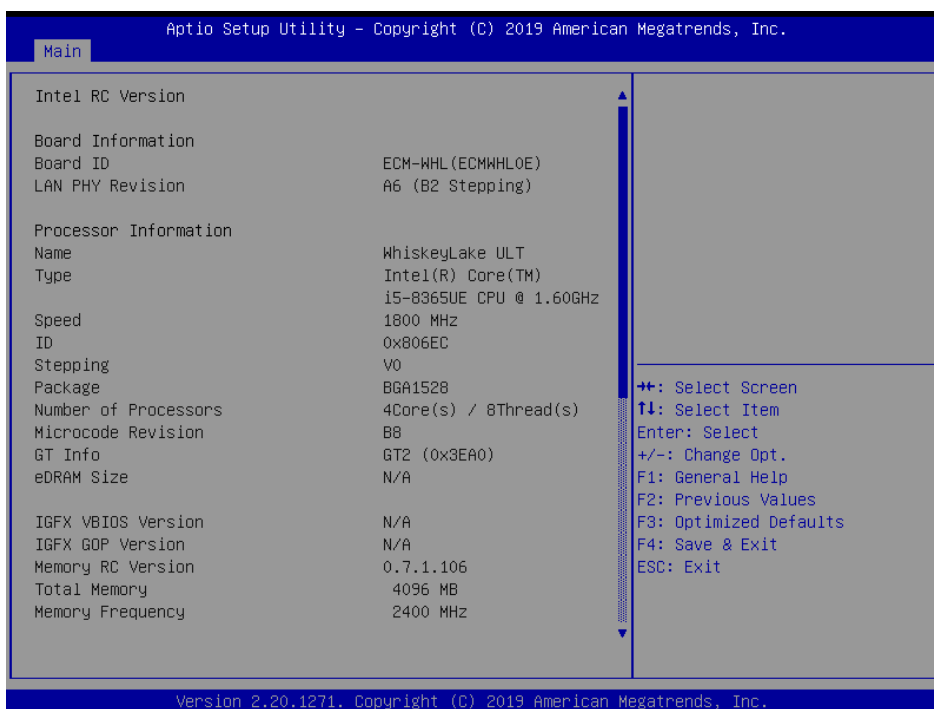 Aptio Setup Utility – Copyright (C) 2019 American Megatrends, Inc.
Main
Intel RC Version
Board Information
Board ID ECM-WHL(ECMWHLOE)
LAN PHY Revision A6 (B2 Stepping)
Processor Information
Name WhiskeyLake ULT
Type Intel(R) Core(TM)
i5-8365UE CPU @ 1.60GHz
Speed 1800 MHz
ID 0x806EC
Stepping V0
Package BGA1528
Number of Processors 4Core(s) / 8Thread(s)
Microcode Revision B8
GT Info GT2 (0x3EA0)
eDRAM Size N/A
IGFX VBIOS Version N/A
IGFX GOP Version N/A
Memory RC Version 0.7.1.106
Total Memory 4096 MB
Memory Frequency 2400 MHz
→←: Select Screen
↑↓: Select Item
Enter: Select
+/-: Change Opt.
F1: General Help
F2: Previous Values
F3: Optimized Defaults
F4: Save & Exit
ESC: Exit
Version 2.20.1271. Copyright (C) 2019 American Megatrends, Inc.